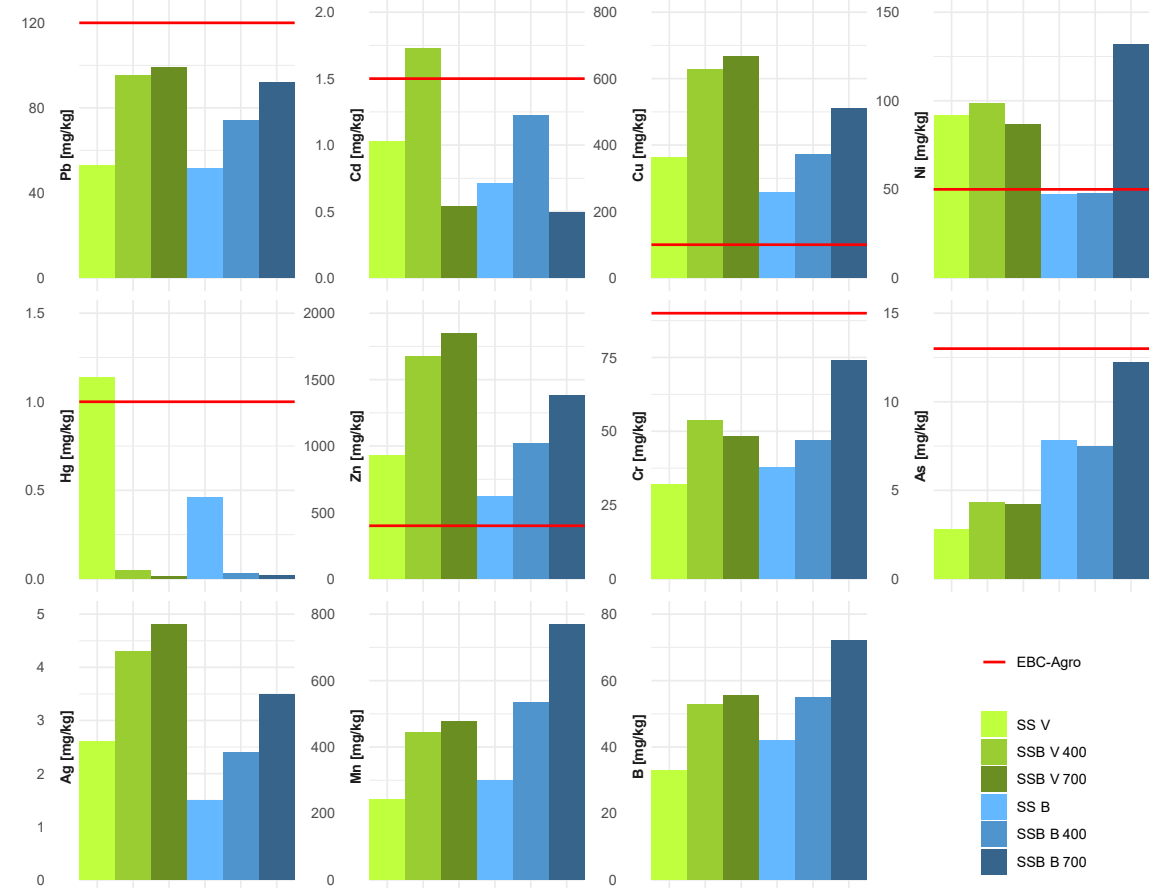 120
80
40
0
Pb [mg/kg]
2.0
1.5
1.0
0.5
0.0
Cd [mg/kg]
800
600
400
200
0
Cu [mg/kg]
150
100
50
0
Ni [mg/kg]
1.5
1.0
0.5
0.0
Hg [mg/kg]
2000
1500
1000
500
0
Zn [mg/kg]
75
50
25
0
Cr [mg/kg]
15
10
5
0
As [mg/kg]
5
4
3
2
1
0
Ag [mg/kg]
800
600
400
200
0
Mn [mg/kg]
80
60
40
20
0
B [mg/kg]
EBC-Agro
SS V
SSB V 400
SSB V 700
SS B
SSB B 400
SSB B 700